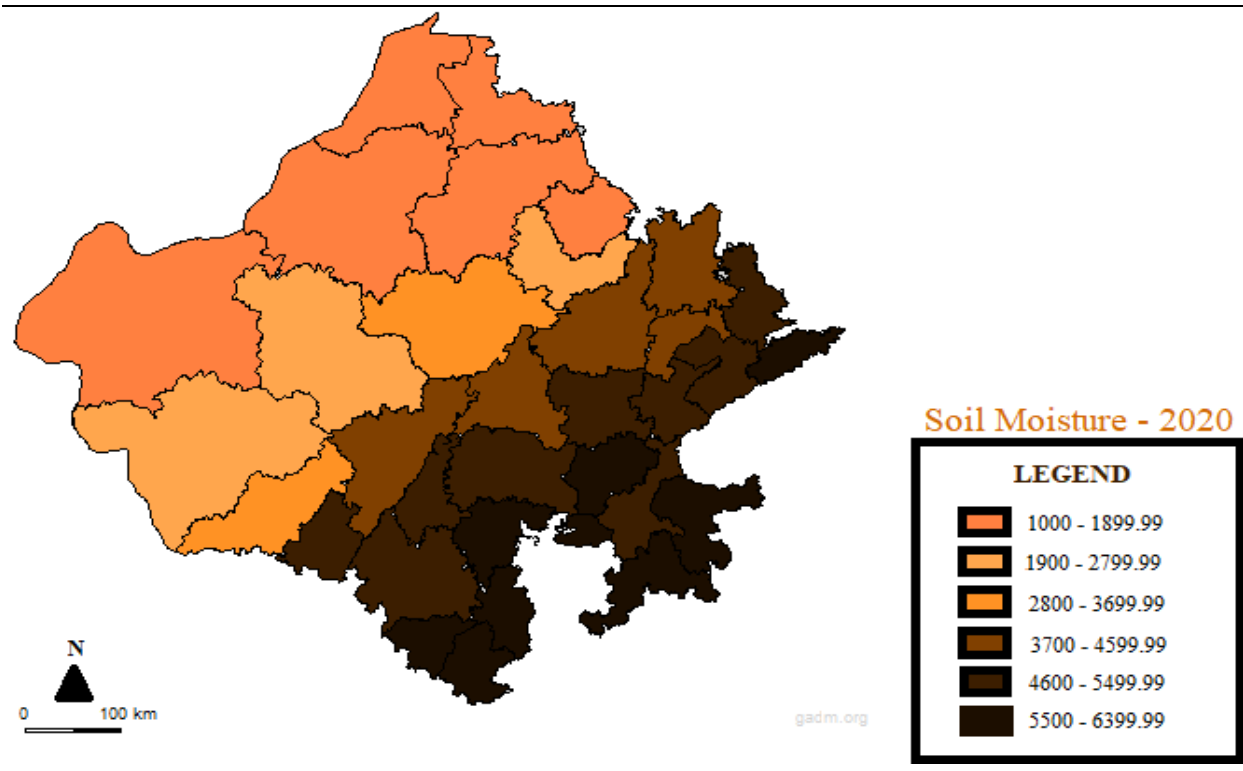 Soil Moisture - 2020
LEGEND
1000 - 1899.99
1900 - 2799.99
2800 - 3699.99
3700 - 4599.99
4600 - 5499.99
5500 - 6399.99
N
0 100 km
gadm.org